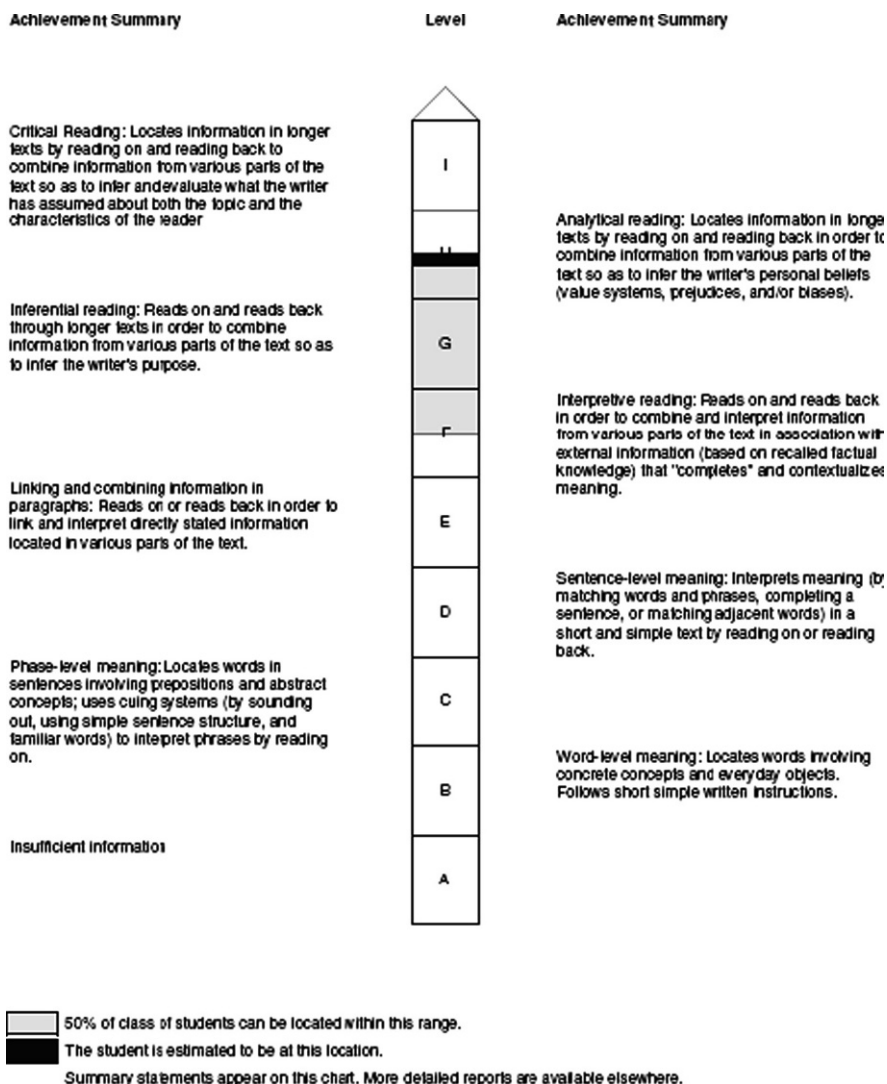 Achievement Summary
Level
Achievement Summary
Critical Reading: Locates information in longer
texts by reading on and reading back to
combine information from various parts of the
text so as to infer andevaluate what the writer
has assumed about both the topic and the
characteristics of the reader
I
Analytical reading: Locates information in longe
texts by reading on and reading back in order to
combine information from various parts of the
text so as to infer the writer's personal beliefs
(value systems, prejudices, and/or biases).
H
Inferential reading: Reads on and reads back
through longer texts in order to combine
information from various parts of the text so as
to infer the writer's purpose.
G
Interpretive reading: Reads on and reads back
in order to combine and interpret information
from various parts of the text in association with
external information (based on recalled factual
knowledge) that "completes" and contextualizes
meaning.
F
Linking and combining information in
paragraphs: Reads on or reads back in order to
link and interpret directly stated information
located in various parts of the text.
E
Sentence-level meaning: Interprets meaning (by
matching words and phrases, completing a
sentence, or matching adjacent words) in a
short and simple text by reading on or reading
back.
D
Phase-level meaning: Locates words in
sentences involving prepositions and abstract
concepts; uses cuing systems (by sounding
out, using simple sentence structure, and
familiar words) to interpret phrases by reading
on.
C
Word-level meaning: Locates words involving
concrete concepts and everyday objects.
Follows short simple written instructions.
B
Insufficient information
A
50% of class of students can be located within this range.
The student is estimated to be at this location.
Summary statements appear on this chart. More detailed reports are available elsewhere.